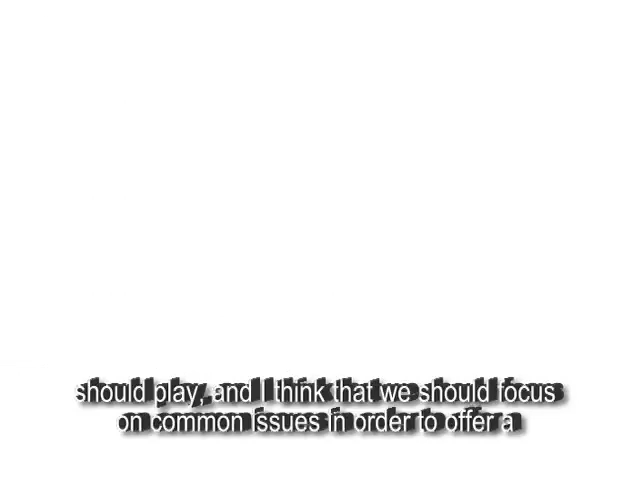 should play, and I think that we should focus
on common issues in order to offer a